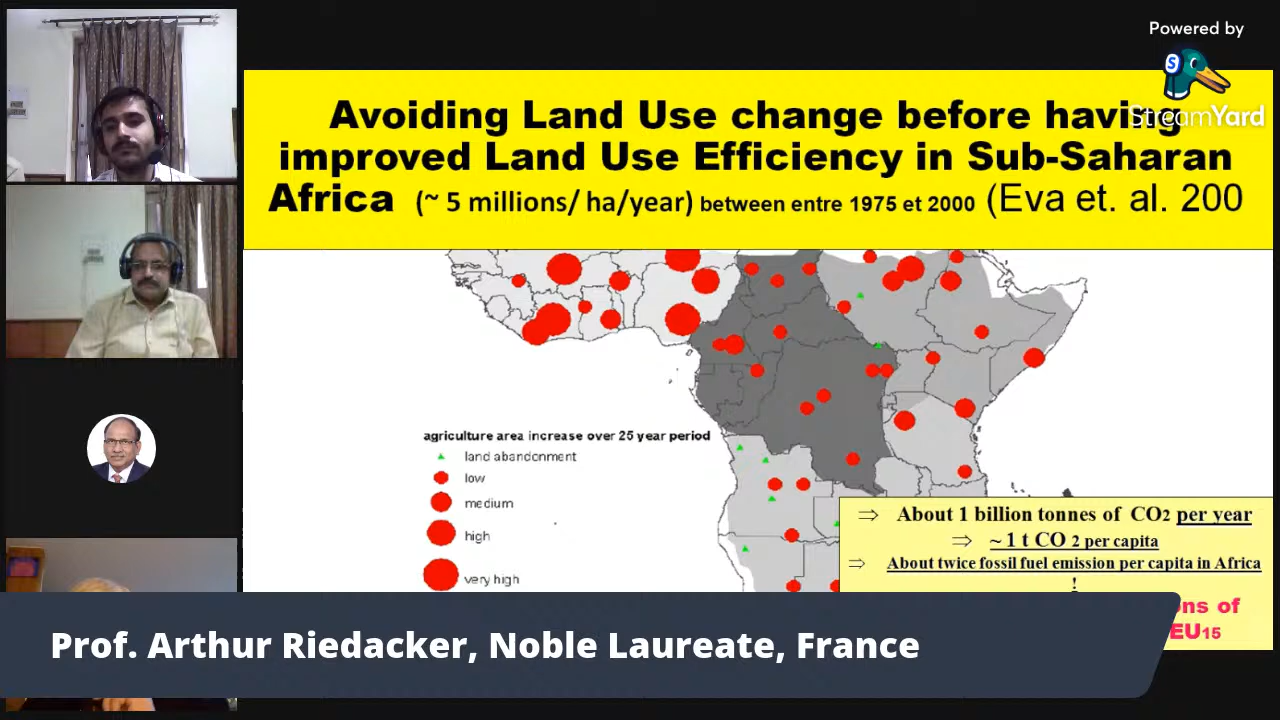 Powered by
StreamYard
Avoiding Land Use change before having
improved Land Use Efficiency in Sub-Saharan
Africa (~ 5 millions/ ha/year) between entre 1975 et 2000 (Eva et. al. 200
agriculture area increase over 25 year period
land abandonment
low
medium
high
very high
⇒ About 1 billion tonnes of CO2 per year
⇒ ~ 1 t CO 2 per capita
⇒ About twice fossil fuel emission per capita in Africa
!
ns of
EU15
Prof. Arthur Riedacker, Noble Laureate, France